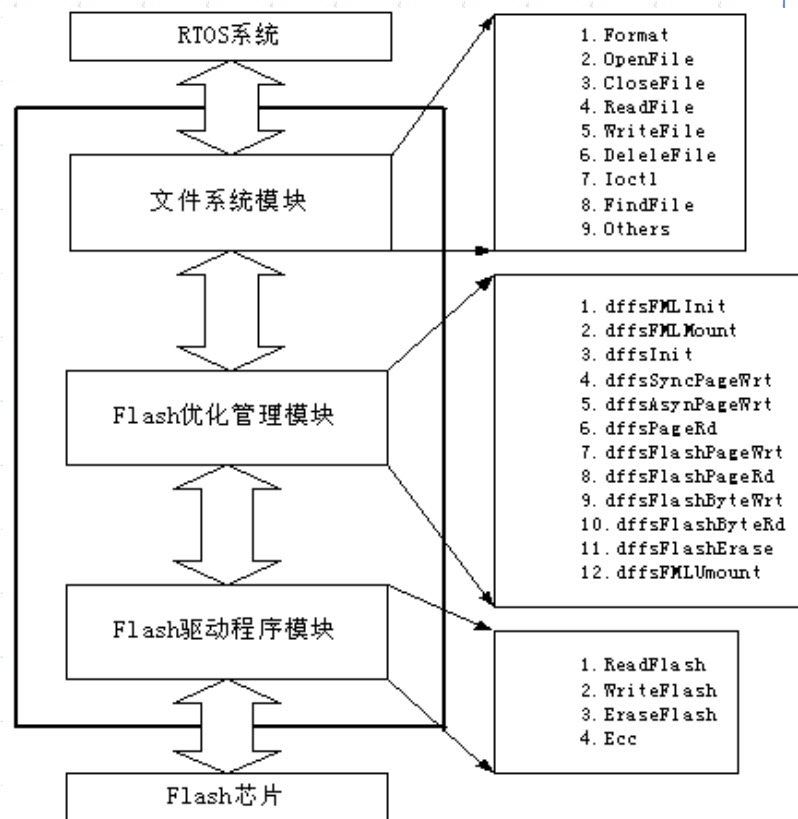 RTOS系统
1. Format
2. OpenFile
3. CloseFile
4. ReadFile
5. WriteFile
6. DeleleFile
7. Ioctl
8. FindFile
9. Others
文件系统模块
1. dffsFMLInit
2. dffsFMLMount
3. dffsInit
4. dffsSyncPageWrt
5. dffsAsynPageWrt
6. dffsPageRd
7. dffsFlashPageWrt
8. dffsFlashPageRd
9. dffsFlashByteWrt
10. dffsFlashByteRd
11. dffsFlashErase
12. dffsFMLUmount
Flash优化管理模块
Flash驱动程序模块
1. ReadFlash
2. WriteFlash
3. EraseFlash
4. Ecc
Flash芯片